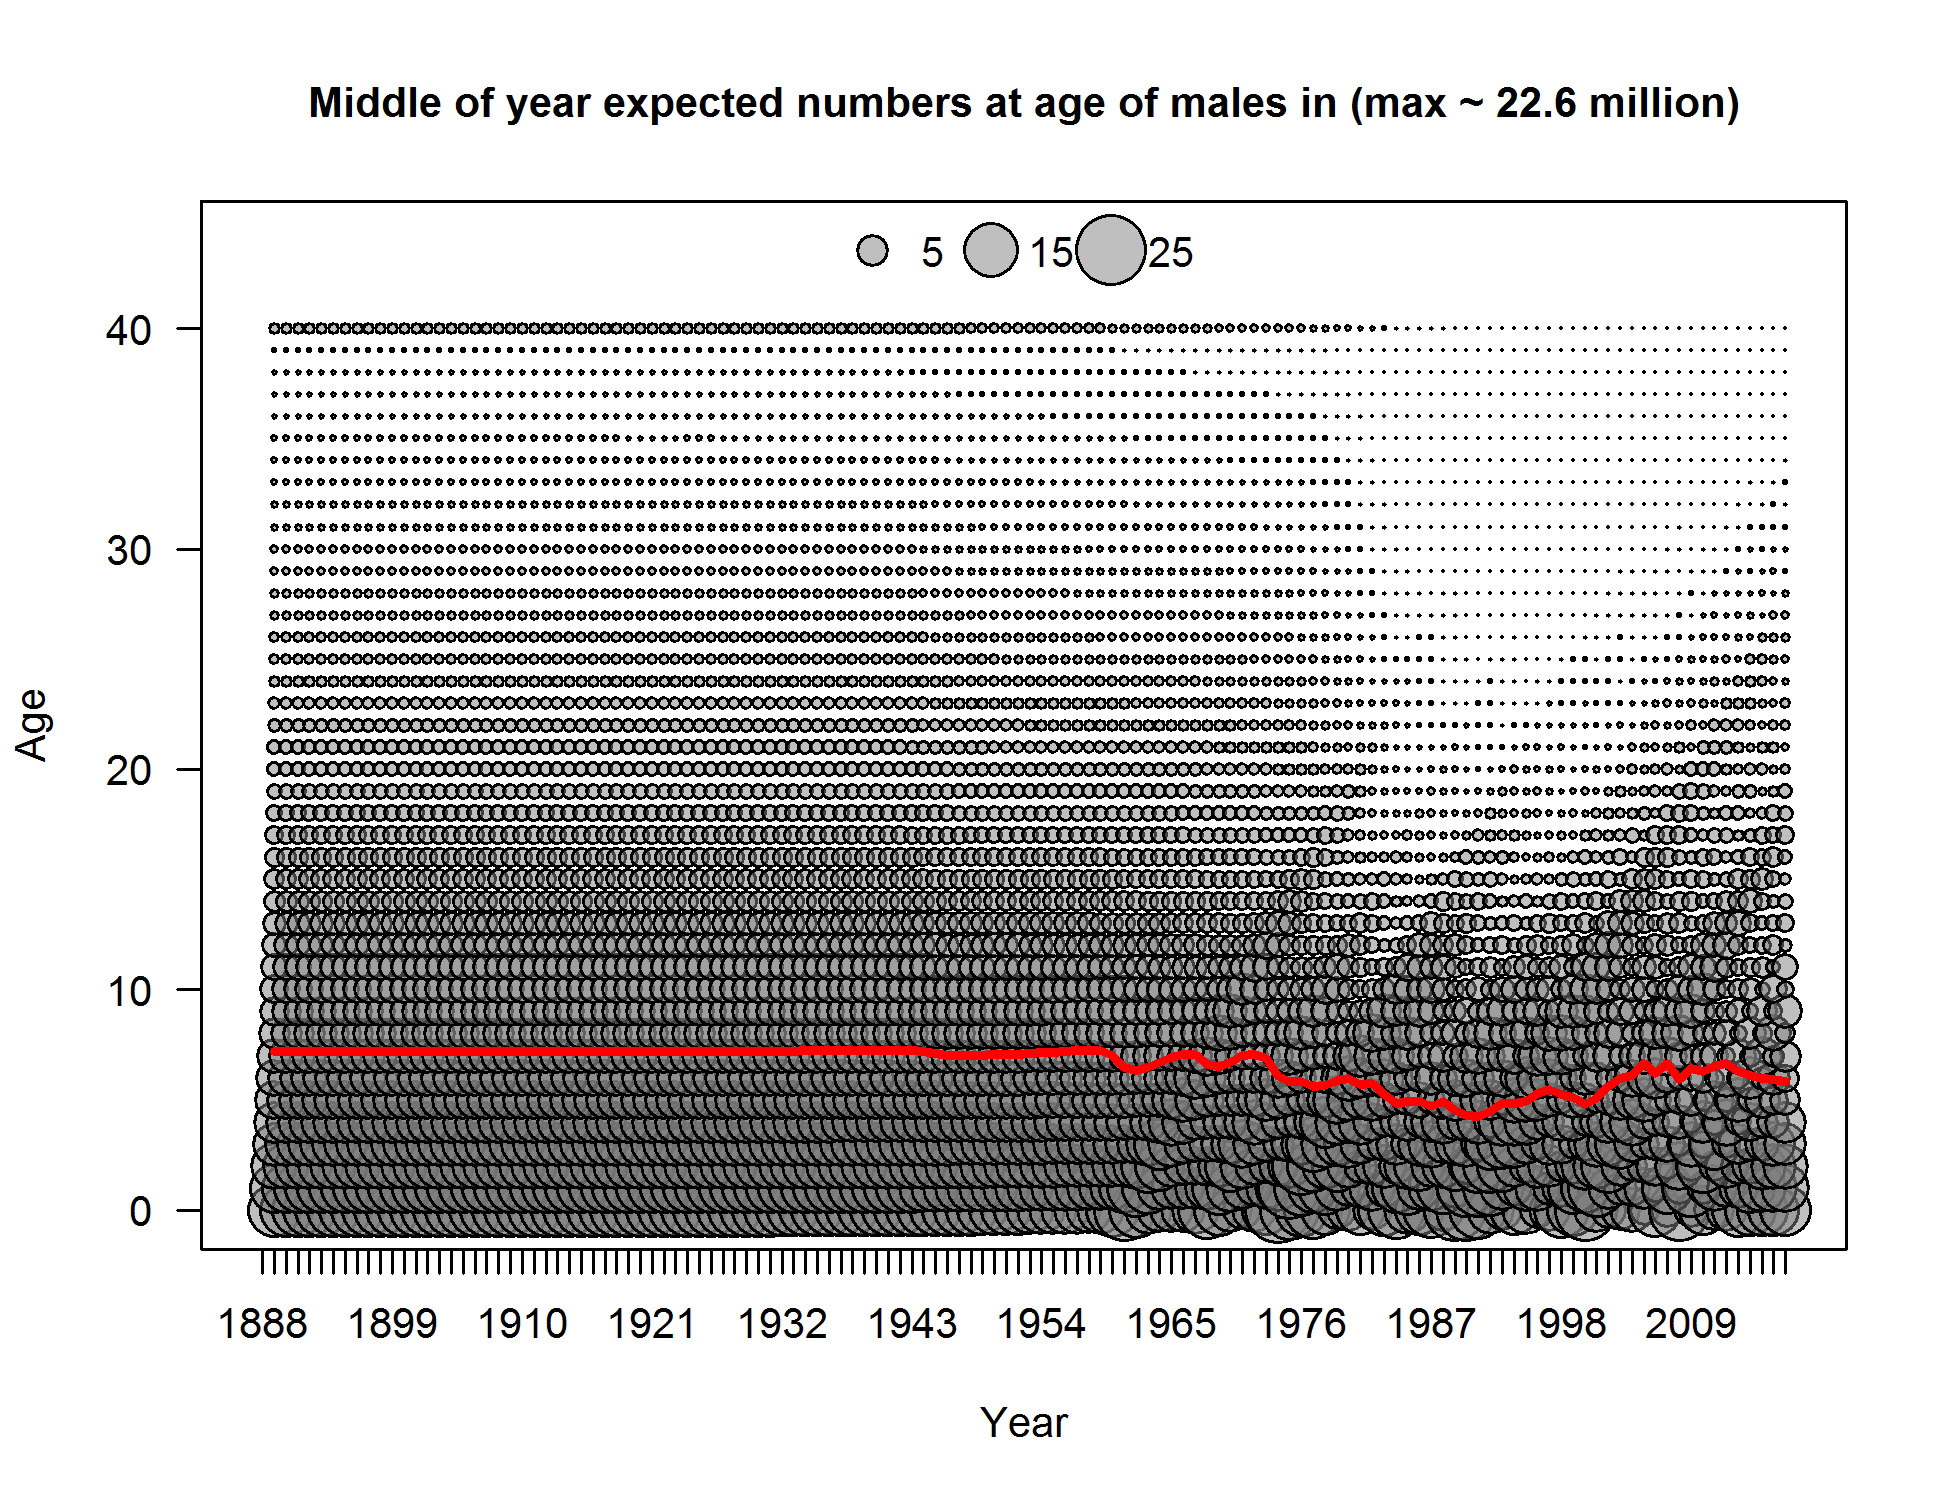 Middle of year expected numbers at age of males in (max ~ 22.6 million)
5 15 25
40
30
20
10
0
Age
1888 1899 1910 1921 1932 1943 1954 1965 1976 1987 1998 2009
Year